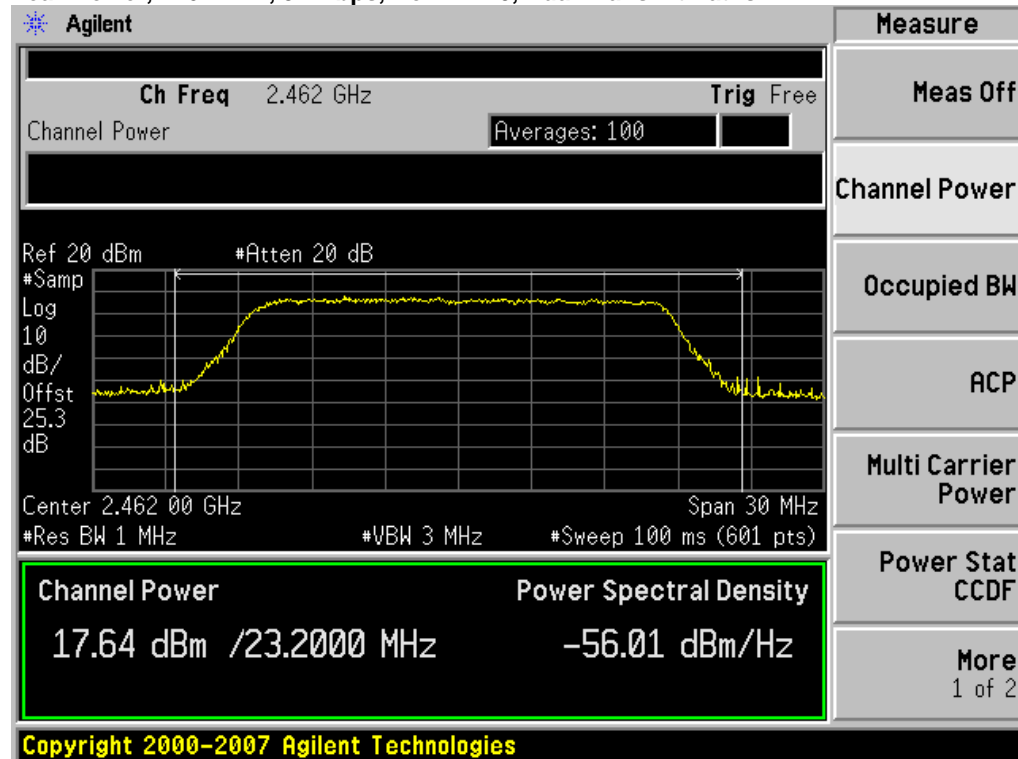 Agilent
Measure
Ch Freq 2.462 GHz Trig Free
Channel Power Averages: 100
Meas Off
Channel Power
Occupied BW
ACP
Multi Carrier
Power
Power Stat
CCDF
More
1 of 2
Ref 20 dBm #Atten 20 dB
#Samp
Log
10
dB/
Offst
25.3
dB
Center 2.462 00 GHz Span 30 MHz
#Res BW 1 MHz #VBW 3 MHz #Sweep 100 ms (601 pts)
Channel Power Power Spectral Density
17.64 dBm /23.2000 MHz -56.01 dBm/Hz
Copyright 2000-2007 Agilent Technologies